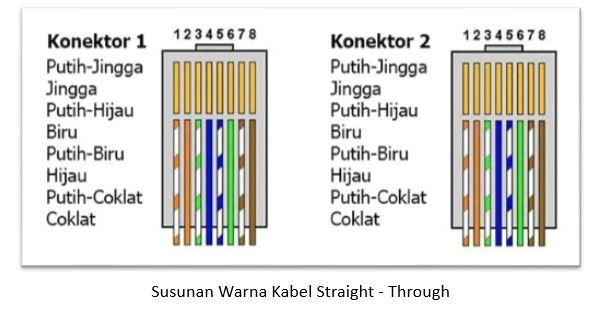 Konektor 1
12345678
Putih-Jingga
Jingga
Putih-Hijau
Biru
Putih-Biru
Hijau
Putih-Coklat
Coklat
Konektor 2
12345678
Putih-Jingga
Jingga
Putih-Hijau
Biru
Putih-Biru
Hijau
Putih-Coklat
Coklat
Susunan Warna Kabel Straight - Through